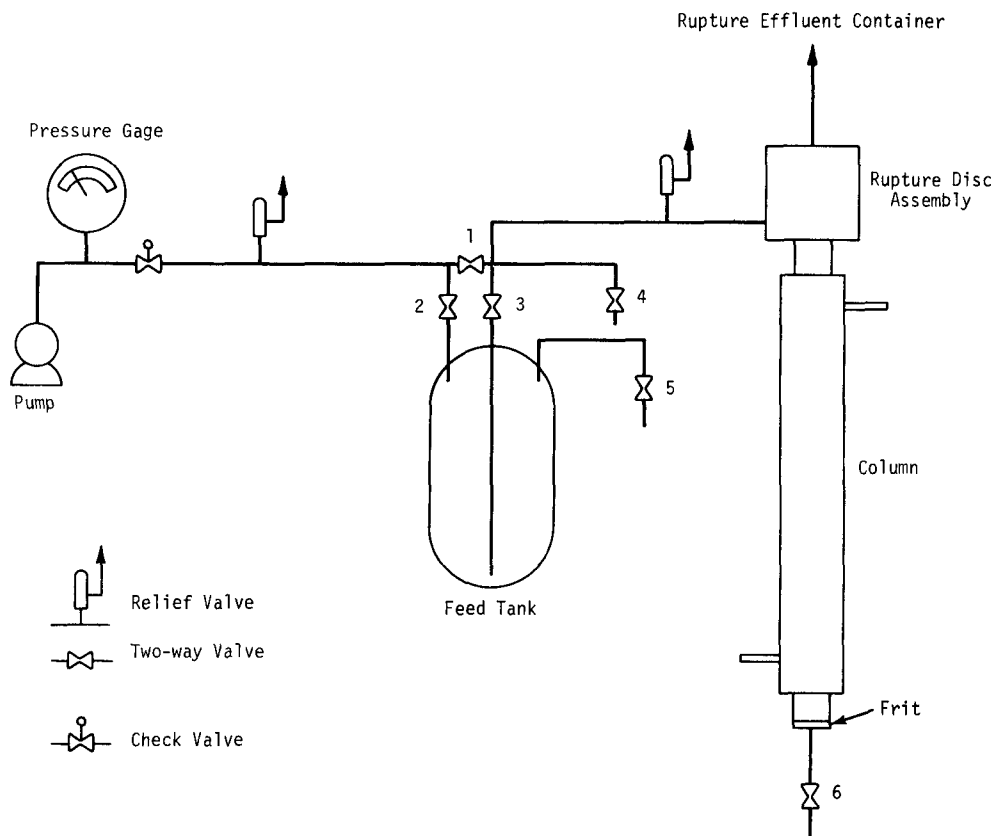 Rupture Effluent Container
Pressure Gage
Rupture Disc
Assembly
1
2
3
4
5
Pump
Column
Feed Tank
Relief Valve
Two-way Valve
Check Valve
Frit
6